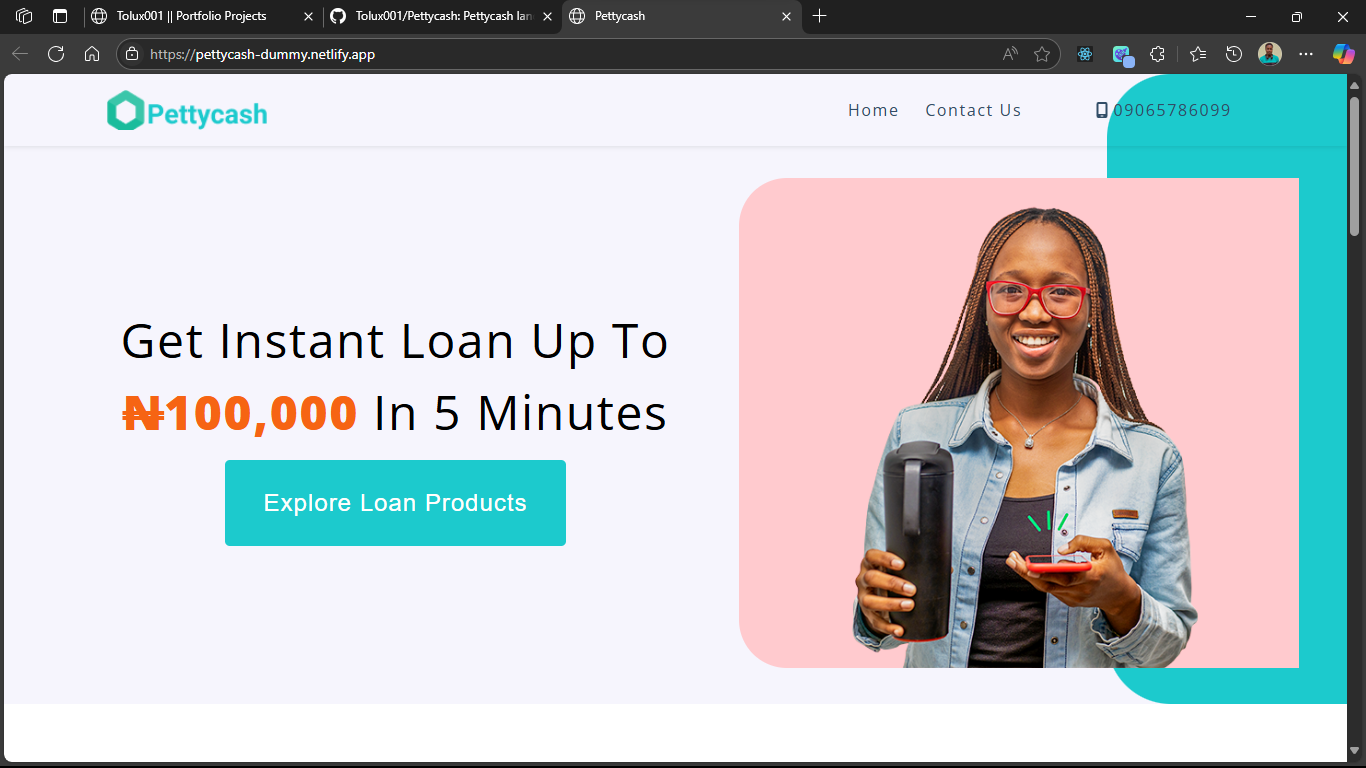 Tolux001 || Portfolio Projects
Tolux001/Pettycash: Pettycash lan
Pettycash
https://pettycash-dummy.netlify.app
Pettycash
Home
Contact Us
09065786099
Get Instant Loan Up To
₦100,000 In 5 Minutes
Explore Loan Products